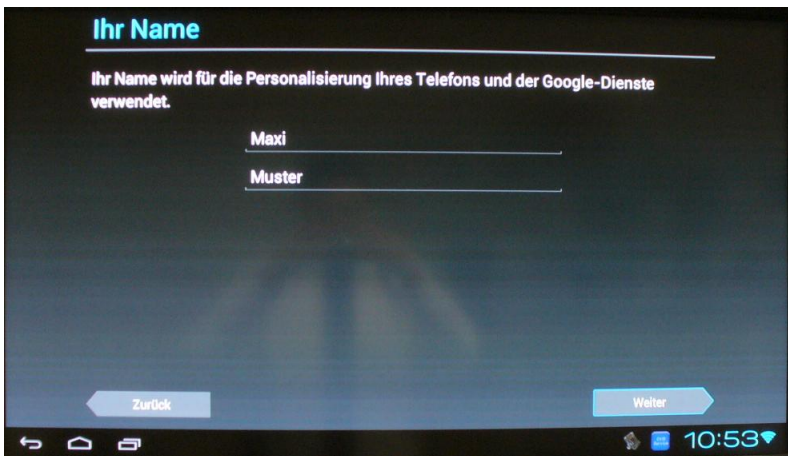 Ihr Name
Ihr Name wird für die Personalisierung Ihres Telefons und der Google-Dienste
verwendet.
Maxi
Muster
Zurück
Weiter
10:53